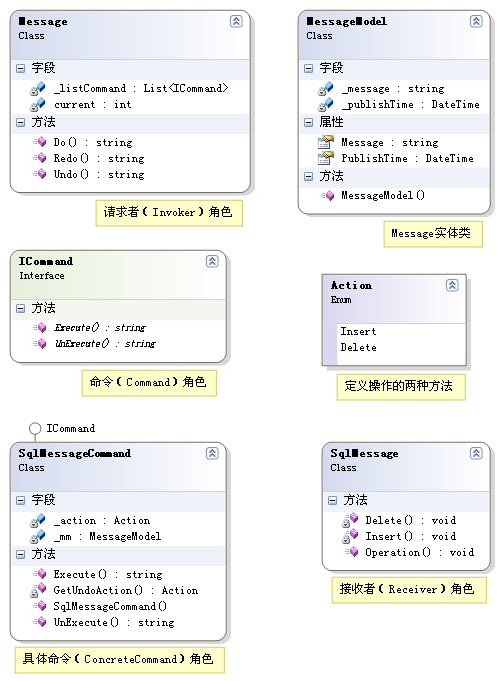 Message
Class
字段
_listCommand : List<ICommand>
current : int
方法
Do() : string
Redo() : string
Undo() : string
请求者(Invoker)角色
MessageModel
Class
字段
_message : string
_publishTime : DateTime
属性
Message : string
PublishTime : DateTime
方法
MessageModel()
Message实体类
ICommand
Interface
方法
Execute() : string
UnExecute() : string
命令(Command)角色
Action
Enum
Insert
Delete
定义操作的两种方法
ICommand
SqlMessageCommand
Class
字段
_action : Action
_mm : MessageModel
方法
Execute() : string
GetUndoAction() : Action
SqlMessageCommand()
UnExecute() : string
具体命令(ConcreteCommand)角色
SqlMessage
Class
方法
Delete() : void
Insert() : void
Operation() : void
接收者(Receiver)角色